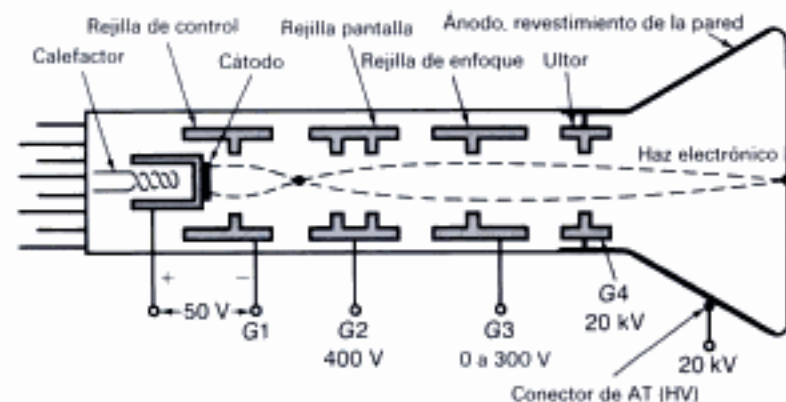 Rejilla de control
Rejilla pantalla
Ánodo, revestimiento de la pared
Calefactor
Cátodo
Rejilla de enfoque
Ultor
Haz electrónico
+
−
50 V
G1
G2
400 V
G3
0 a 300 V
G4
20 kV
20 kV
Conector de AT (HV)